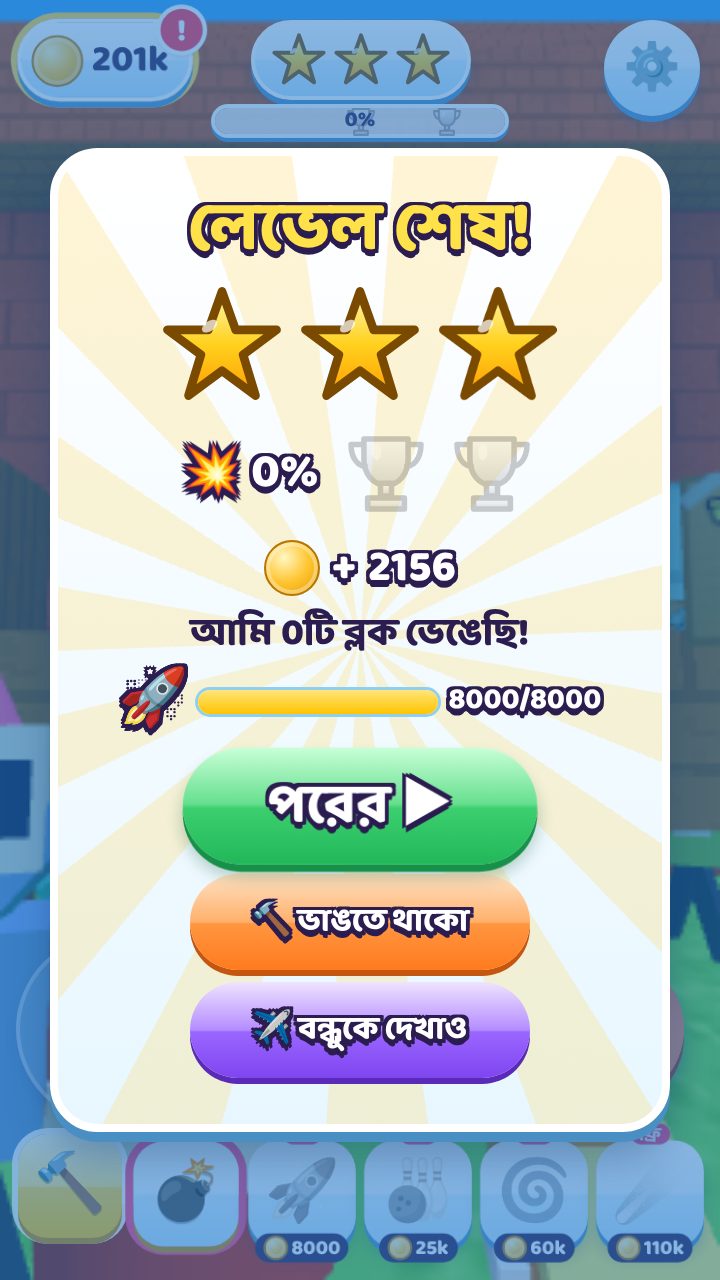 201k
!
0%
লেভেল শেষ!
0%
+ 2156
আমি 0টি ব্লক ভেঙেছি!
8000/8000
পরের
ভাঙতে থাকো
বন্ধুকে দেখাও
8000
25k
60k
110k